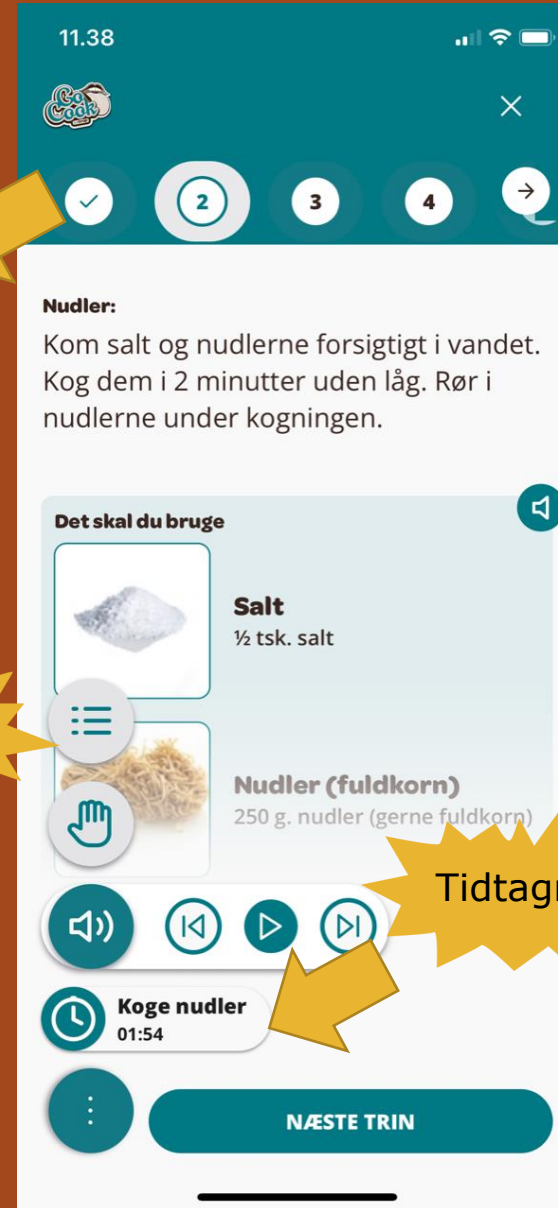 11.38
Go
Cook
2 3 4
Nudler:
Kom salt og nudlerne forsigtigt i vandet.
Kog dem i 2 minutter uden låg. Rør i
nudlerne under kogningen.
Det skal du bruge
Salt
½ tsk. salt
Nudler (fuldkorn)
250 g. nudler (gerne fuldkorn)
Koge nudler
01:54
NÆSTE TRIN